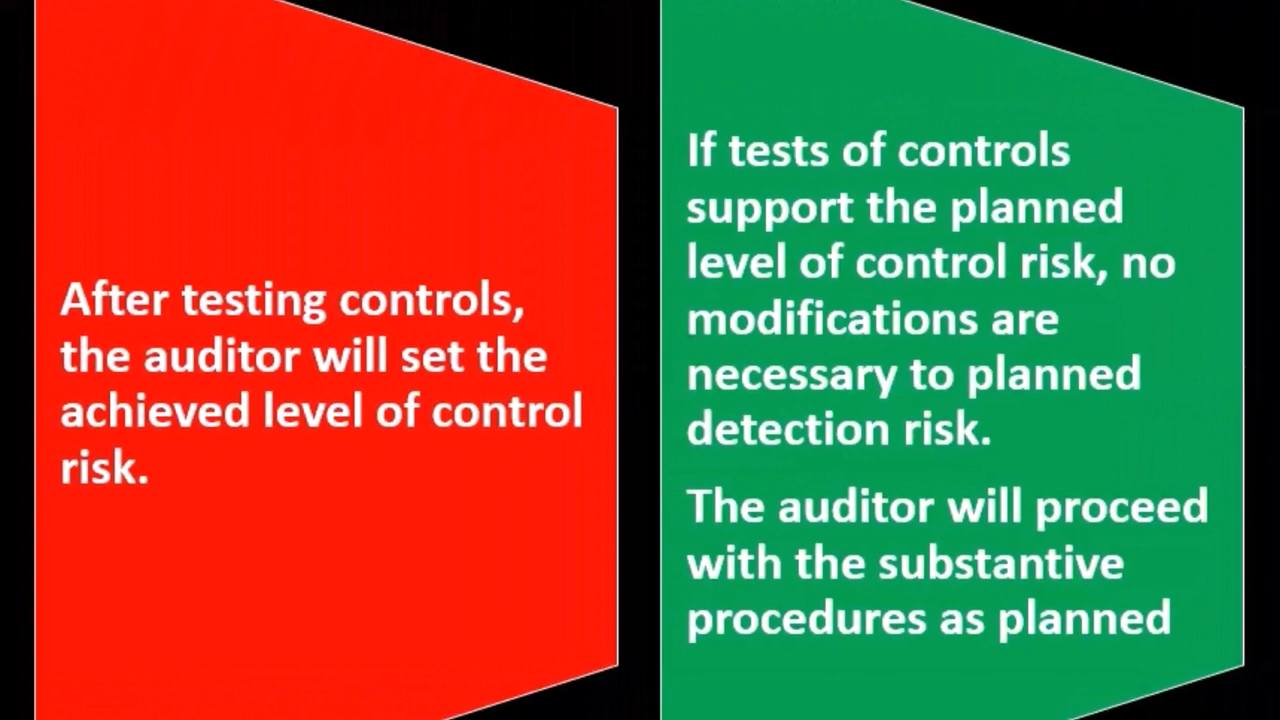 After testing controls,
the auditor will set the
achieved level of control
risk.
If tests of controls
support the planned
level of control risk, no
modifications are
necessary to planned
detection risk.
The auditor will proceed
with the substantive
procedures as planned